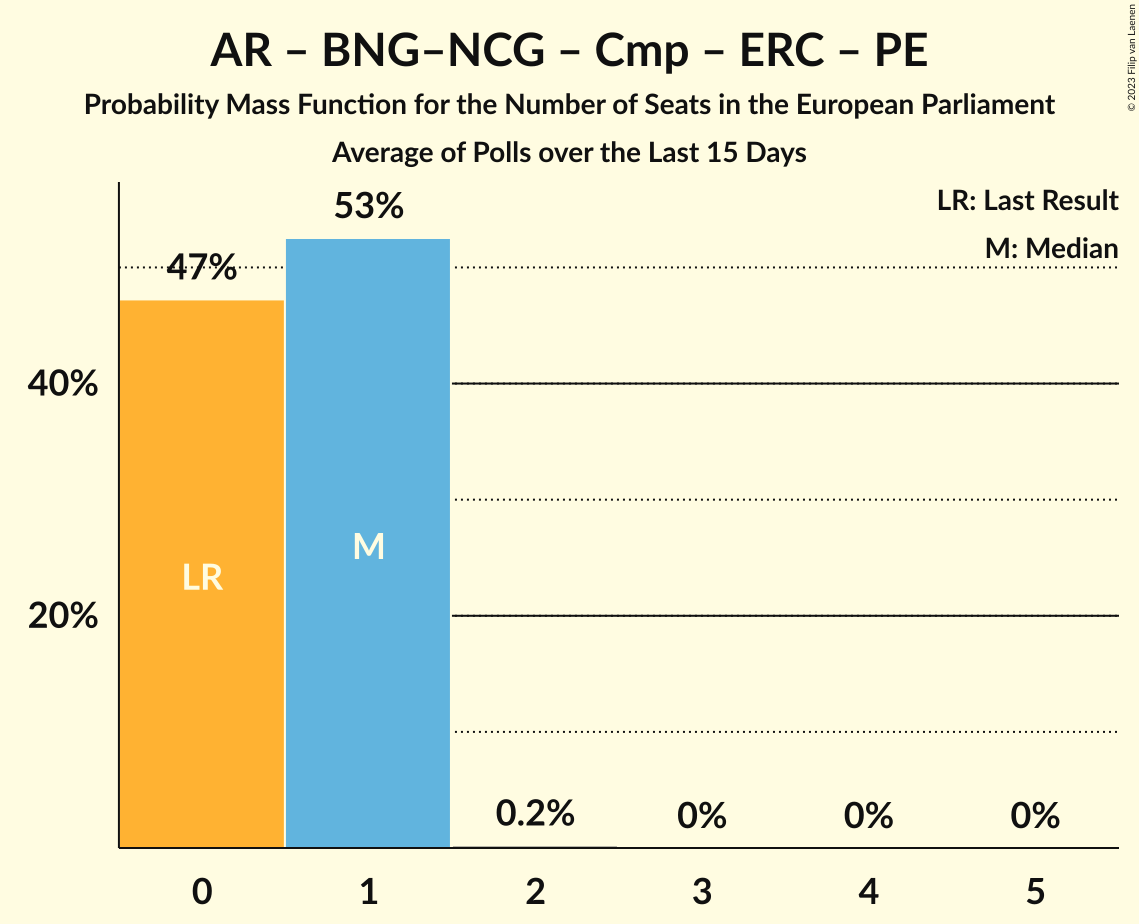 AR – BNG–NCG – Cmp – ERC – PE
Probability Mass Function for the Number of Seats in the European Parliament
Average of Polls over the Last 15 Days
© 2023 Filip van Laenen
LR: Last Result
M: Median
53%
47%
40%
20%
LR
M
0.2%
0%
0%
0%
0
1
2
3
4
5